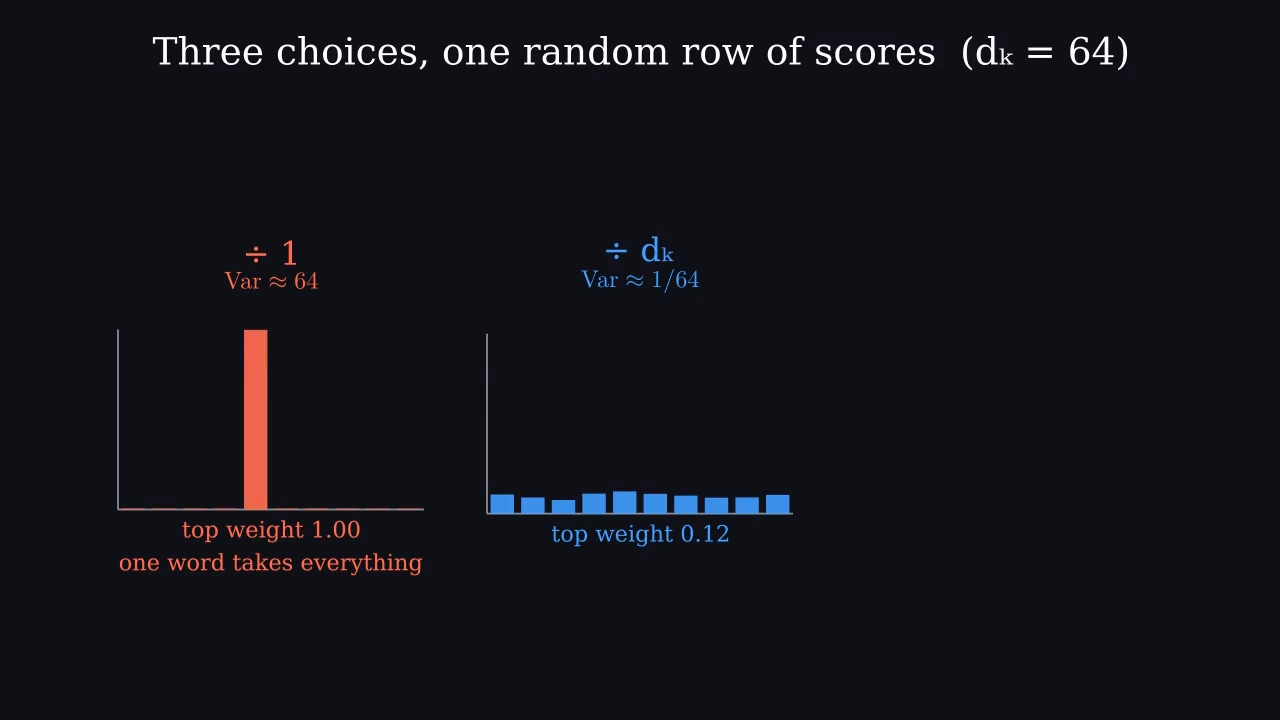 Three choices, one random row of scores (dₖ = 64)
÷ 1
Var ≈ 64
top weight 1.00
one word takes everything
÷ dₖ
Var ≈ 1/64
top weight 0.12